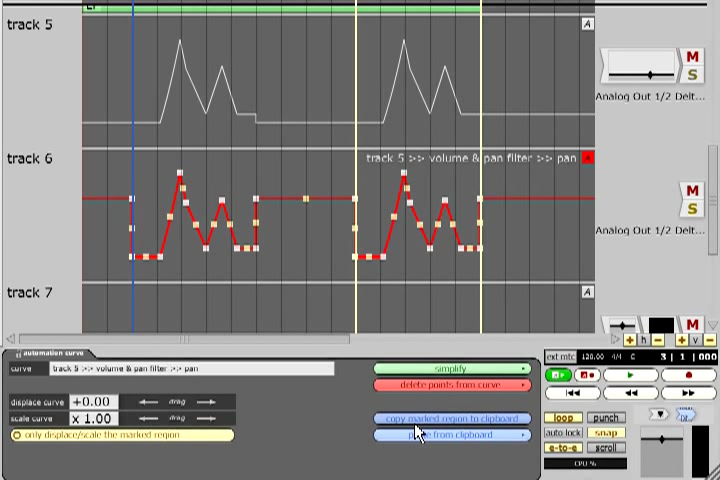 track 5
A
M
S
Analog Out 1/2 Delt...
track 6
track 5 >> volume & pan filter >> pan
A
M
S
Analog Out 1/2 Delt...
track 7
A
M
+ h - + v -
automation curve
curve track 5 >> volume & pan filter >> pan
simplify
delete points from curve
displace curve +0.00 drag
scale curve x 1.00 drag
only displace/scale the marked region
copy marked region to clipboard
from clipboard
ext mtc 120.00 4/4 C 3 | 1 | 000
loop punch
auto lock snap
e-to-e scroll
CPU %